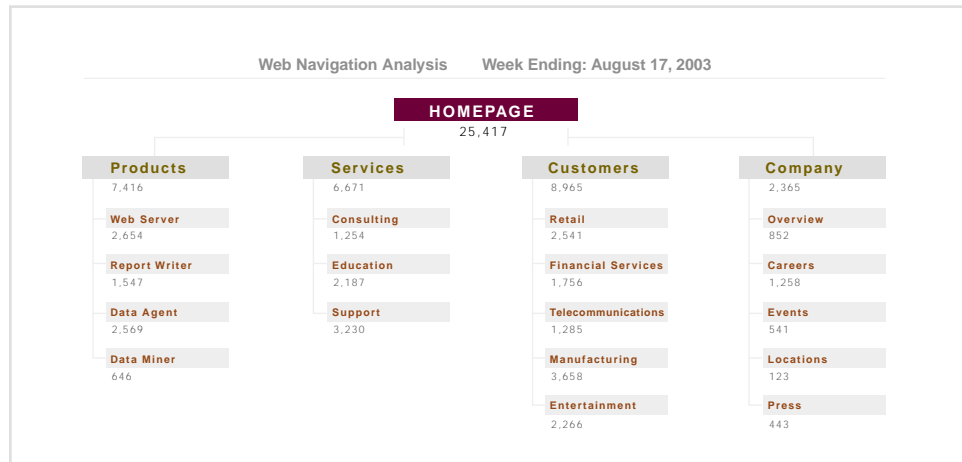 Web Navigation Analysis Week Ending: August 17, 2003
HOMEPAGE
25,417
Products
7,416
Web Server
2,654
Report Writer
1,547
Data Agent
2,569
Data Miner
646
Services
6,671
Consulting
1,254
Education
2,187
Support
3,230
Customers
8,965
Retail
2,541
Financial Services
1,756
Telecommunications
1,285
Manufacturing
3,658
Entertainment
2,266
Company
2,365
Overview
852
Careers
1,258
Events
541
Locations
123
Press
443